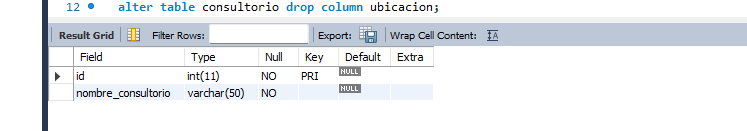 12 alter table consultorio drop column ubicacion;
Result Grid Filter Rows: Export: Wrap Cell Content: IA
Field Type Null Key Default Extra
id int(11) NO PRI NULL
nombre_consultorio varchar(50) NO NULL